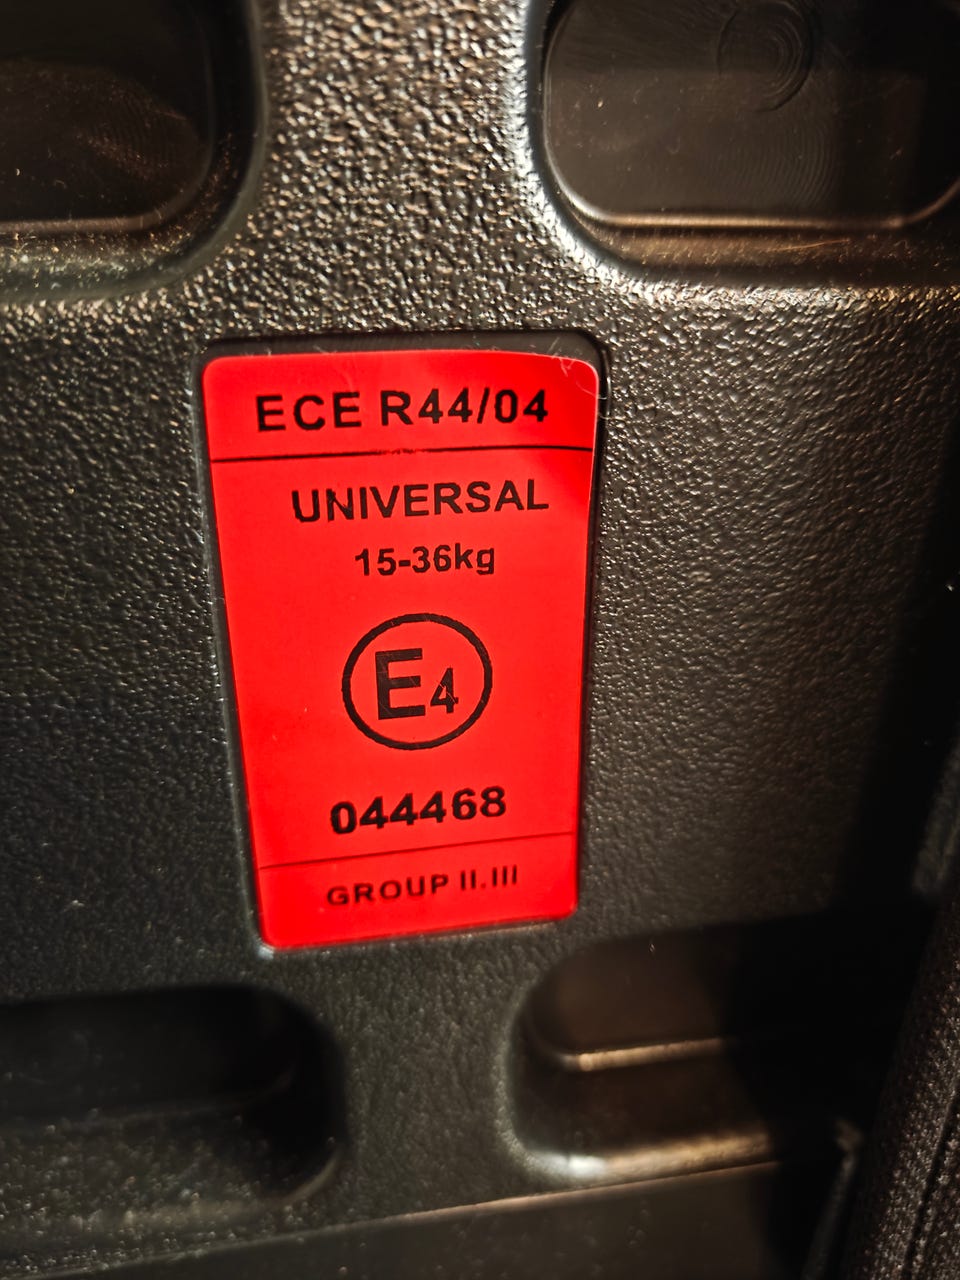 ECE R44/04
UNIVERSAL
15-36kg
E4
044468
GROUP II.III